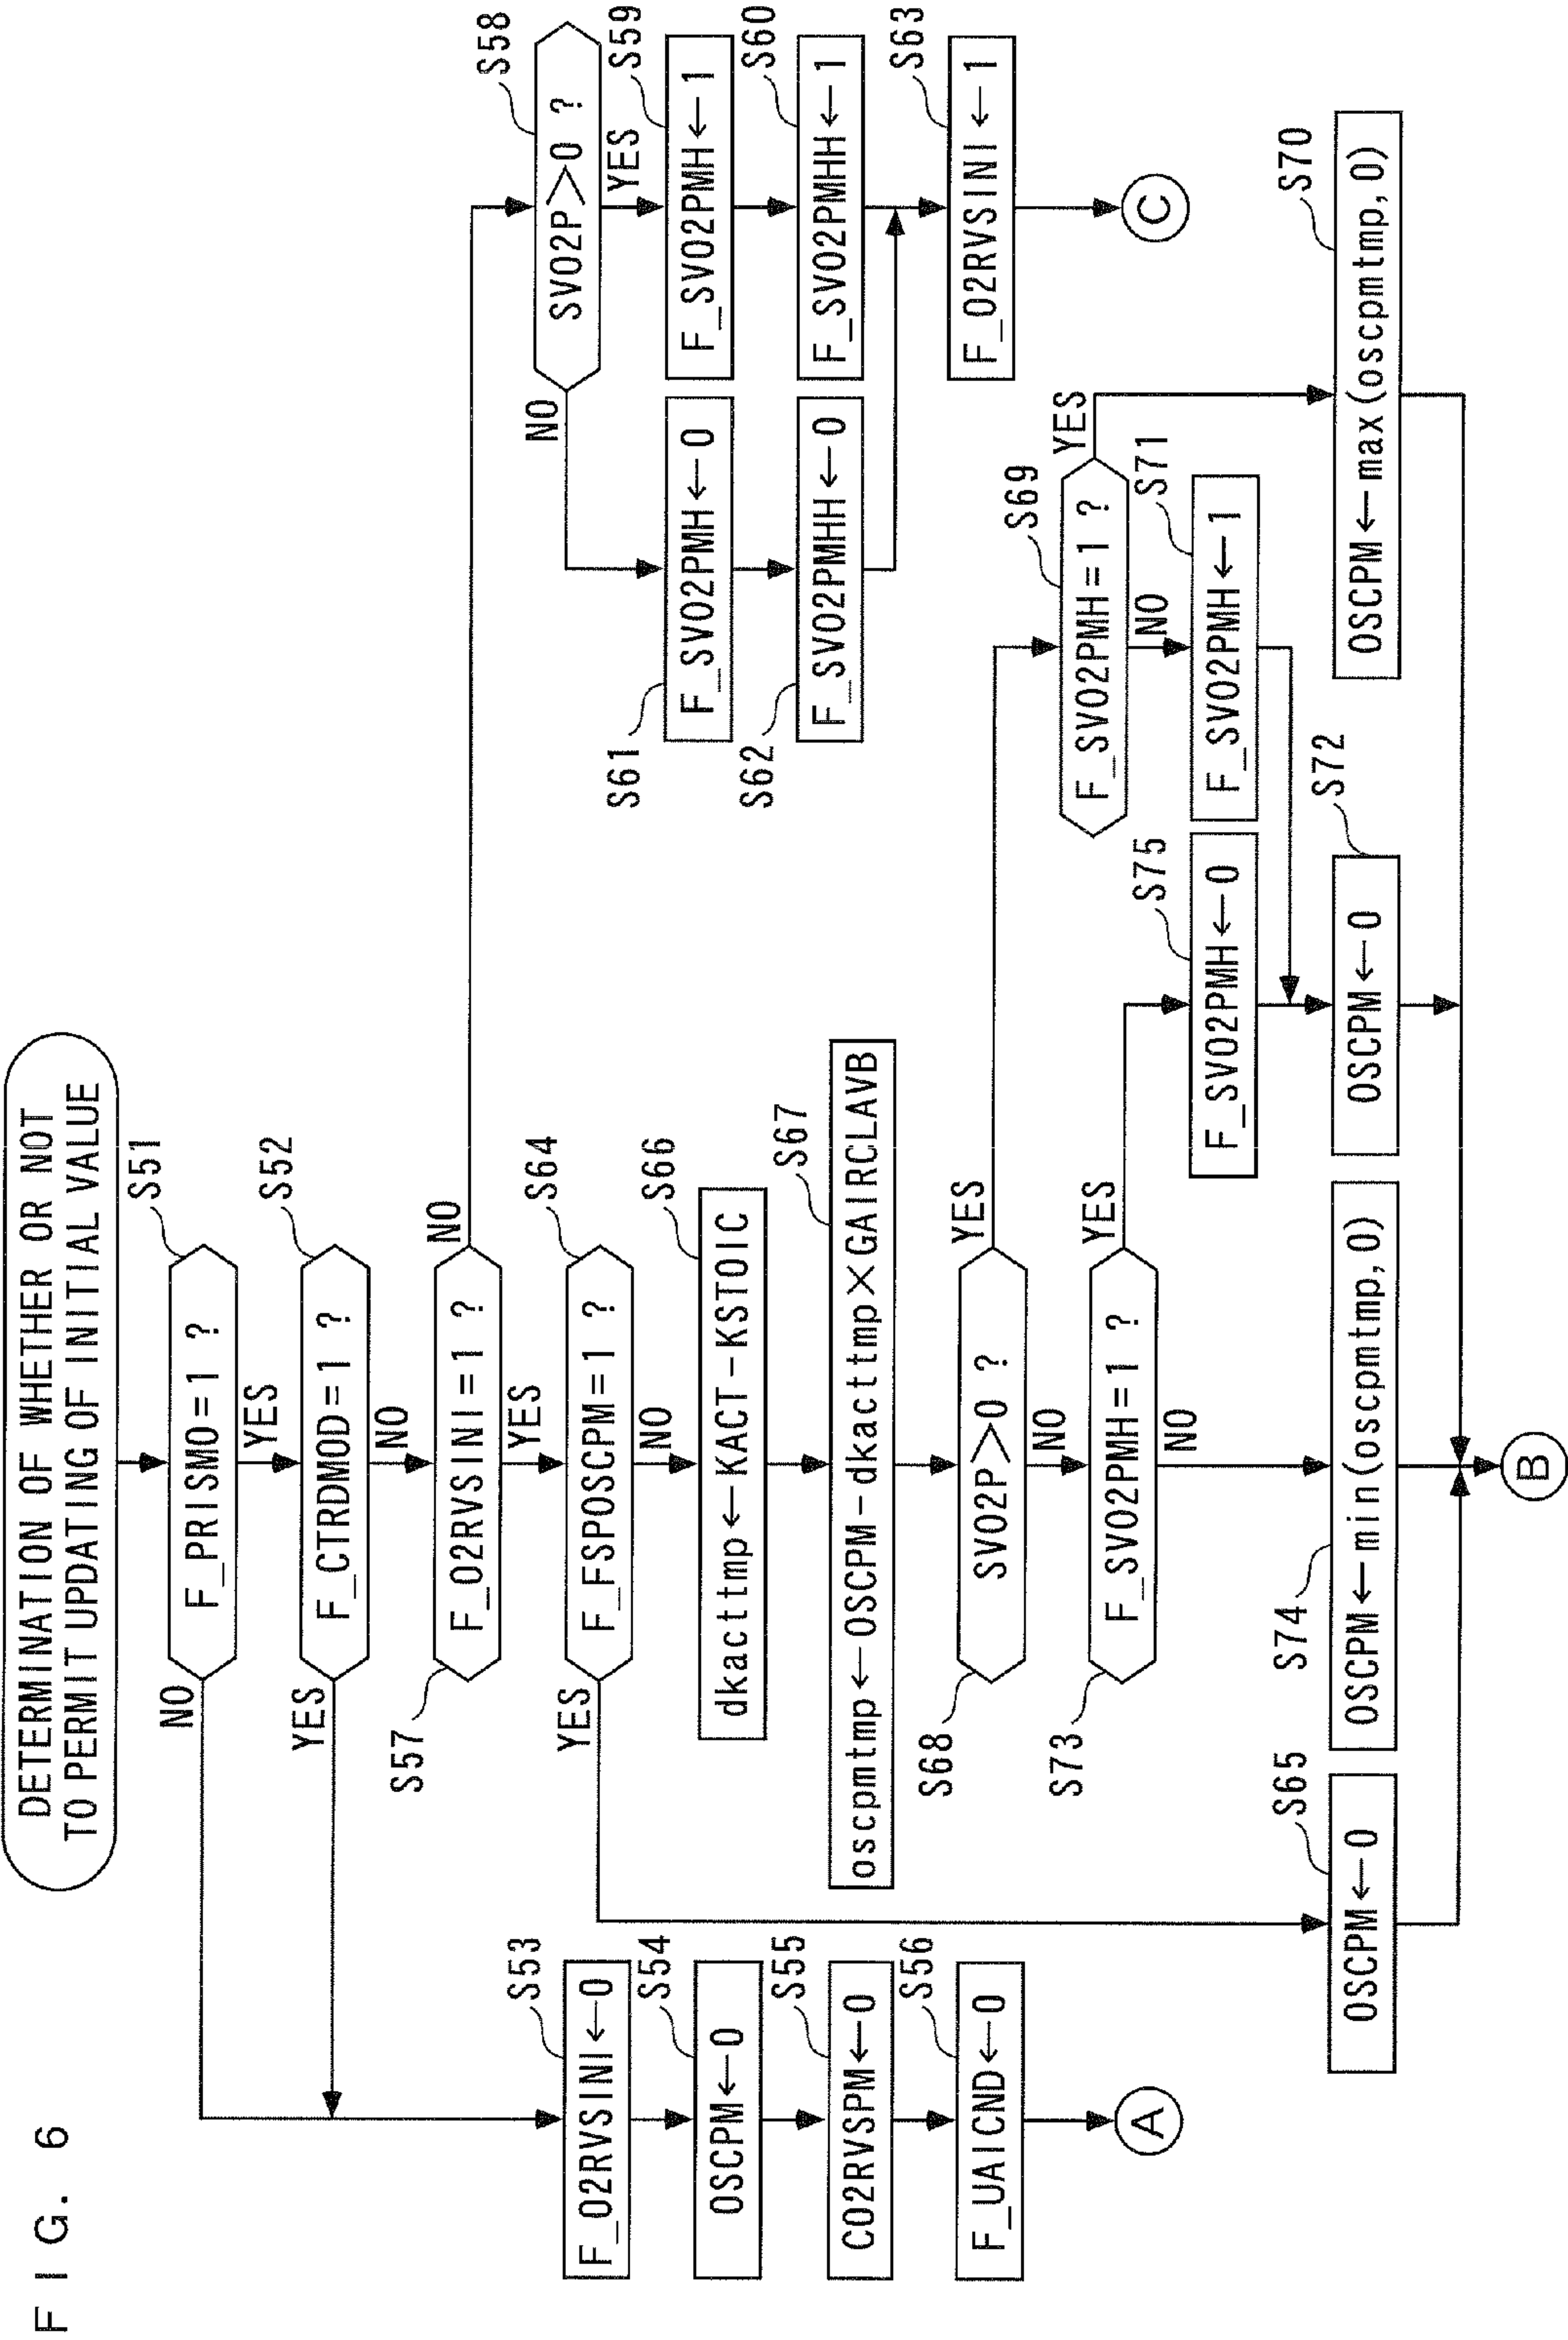 F I G. 6
DETERMINATION OF WHETHER OR NOT
TO PERMIT UPDATING OF INITIAL VALUE
S51
F_PRISMO=1 ?
NO
YES
S52
F_CTRDMOD=1 ?
YES
NO
S57
F_O2RVSINI=1 ?
NO
YES
S58
SVO2P>0 ?
NO
YES
S53
F_O2RVSINI←0
S64
F_FSPOSCPM=1 ?
YES
NO
S61
F_SVO2PMH←0
S59
F_SVO2PMH←1
S54
OSCPM←0
S66
dkacttmp←KACT-KSTOIC
S62
F_SVO2PMHH←0
S60
F_SVO2PMHH←1
S55
CO2RVSPM←0
S67
oscpmtmp←OSCPM-dkacttmp×GAIRCLAVB
S63
F_O2RVSINI←1
S56
F_UAICND←0
S68
SVO2P>0 ?
YES
NO
A
C
S73
F_SVO2PMH=1 ?
YES
NO
S69
F_SVO2PMH=1 ?
YES
NO
S75
F_SVO2PMH←0
S71
F_SVO2PMH←1
S65
OSCPM←0
S74
OSCPM←min(oscpmtmp,0)
S72
OSCPM←0
S70
OSCPM←max(oscpmtmp,0)
B